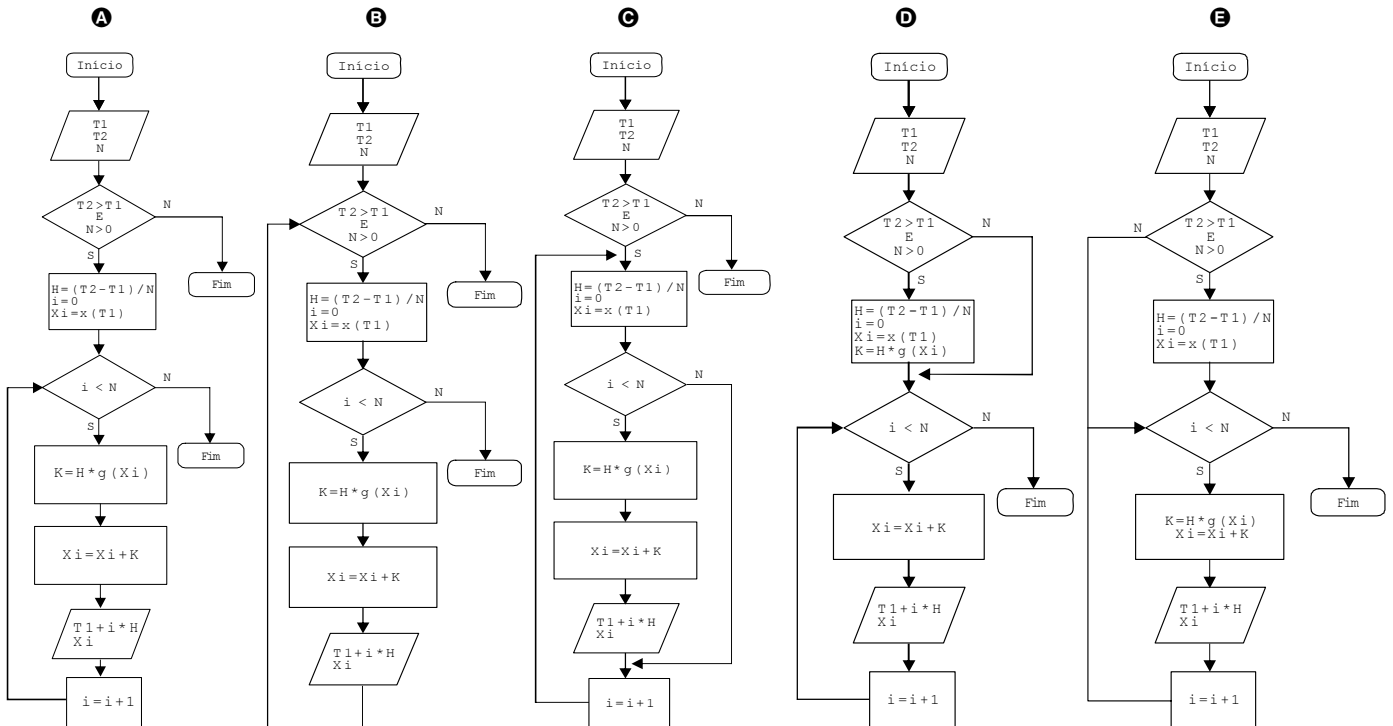 A
Início
T1
T2
N
T2>T1
E
N>0
N
S
Fim
H=(T2-T1)/N
i=0
Xi=x(T1)
i < N
N
S
Fim
K=H*g(Xi)
Xi=Xi+K
T1+i*H
Xi
i=i+1
B
Início
T1
T2
N
T2>T1
E
N>0
N
S
Fim
H=(T2-T1)/N
i=0
Xi=x(T1)
i < N
N
S
Fim
K=H*g(Xi)
Xi=Xi+K
T1+i*H
Xi
C
Início
T1
T2
N
T2>T1
E
N>0
N
S
Fim
H=(T2-T1)/N
i=0
Xi=x(T1)
i < N
N
S
K=H*g(Xi)
Xi=Xi+K
T1+i*H
Xi
i=i+1
D
Início
T1
T2
N
T2>T1
E
N>0
N
S
H=(T2-T1)/N
i=0
Xi=x(T1)
K=H*g(Xi)
i < N
N
S
Fim
Xi=Xi+K
T1+i*H
Xi
i=i+1
E
Início
T1
T2
N
T2>T1
E
N>0
N
S
H=(T2-T1)/N
i=0
Xi=x(T1)
i < N
N
S
Fim
K=H*g(Xi)
Xi=Xi+K
T1+i*H
Xi
i=i+1